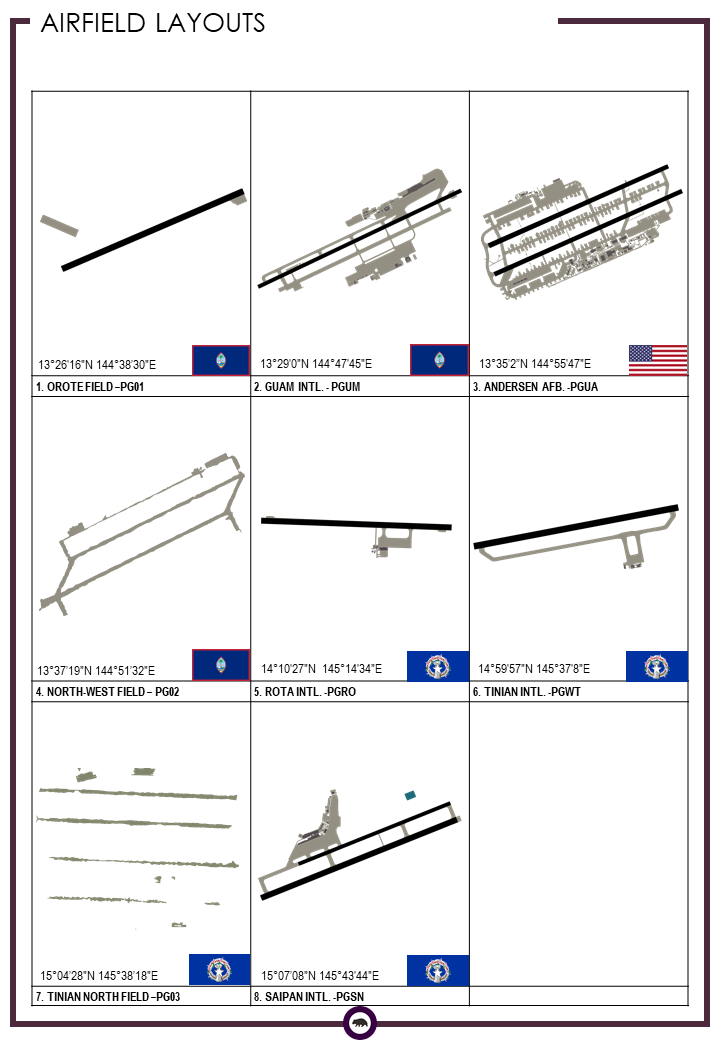 AIRFIELD LAYOUTS
13°26'16"N 144°38'30"E
13°29'0"N 144°47'45"E
13°35'2"N 144°55'47"E
1. OROTE FIELD –PG01
2. GUAM INTL. - PGUM
3. ANDERSEN AFB. -PGUA
13°37'19"N 144°51'32"E
14°10'27"N 145°14'34"E
14°59'57"N 145°37'8"E
4. NORTH-WEST FIELD – PG02
5. ROTA INTL. -PGRO
6. TINIAN INTL. -PGWT
15°04'28"N 145°38'18"E
15°07'08"N 145°43'44"E
7. TINIAN NORTH FIELD –PG03
8. SAIPAN INTL. -PGSN